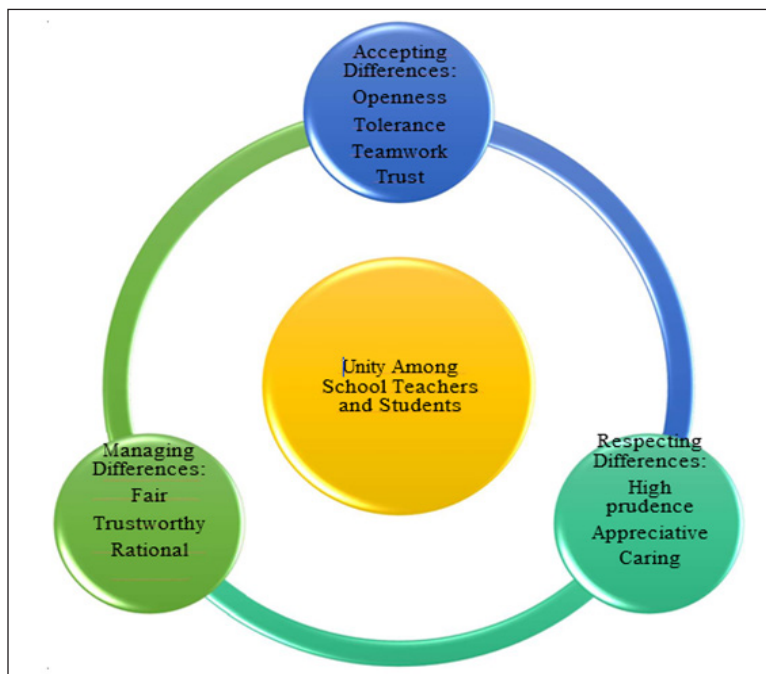 Accepting
Differences:
Openness
Tolerance
Teamwork
Trust
Unity Among
School Teachers
and Students
Managing
Differences:
Fair
Trustworthy
Rational
Respecting
Differences:
High
prudence
Appreciative
Caring